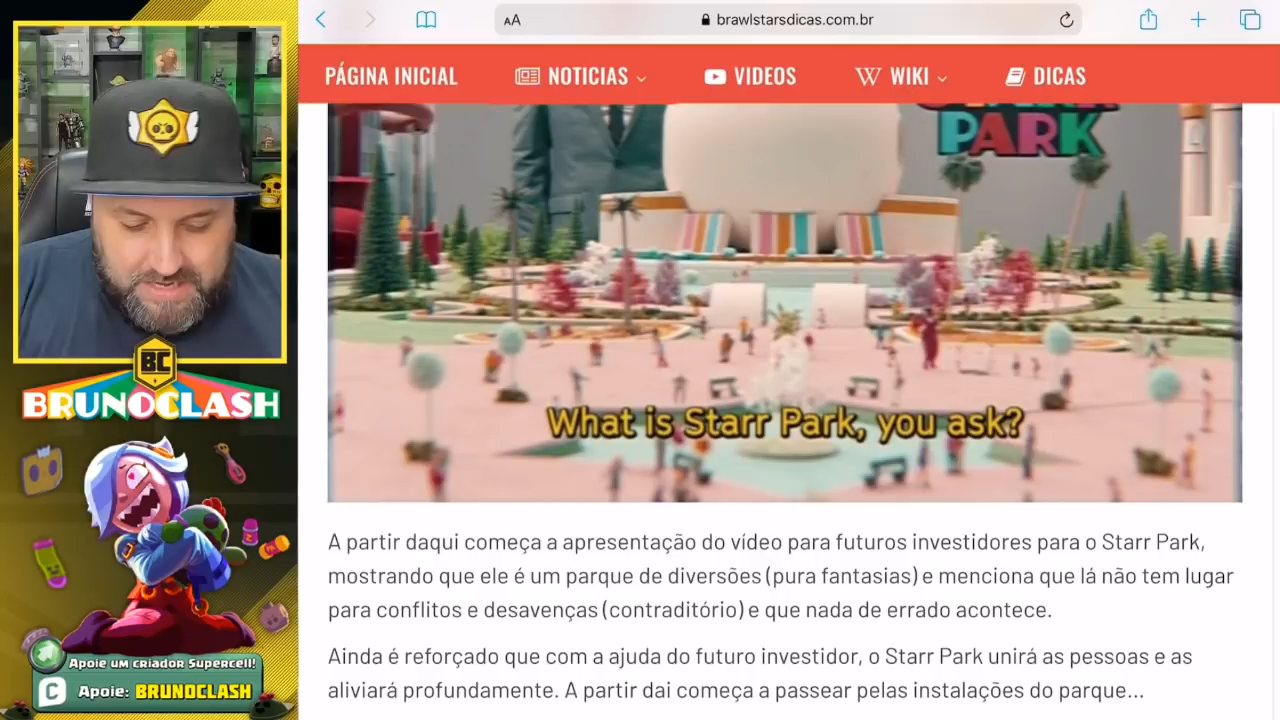 AA
brawlstarsdicas.com.br
PÁGINA INICIAL
NOTICIAS
VIDEOS
WIKI
DICAS
PARK
What is Starr Park, you ask?
A partir daqui começa a apresentação do vídeo para futuros investidores para o Starr Park,
mostrando que ele é um parque de diversões (pura fantasias) e menciona que lá não tem lugar
para conflitos e desavenças (contraditório) e que nada de errado acontece.
Ainda é reforçado que com a ajuda do futuro investidor, o Starr Park unirá as pessoas e as
aliviará profundamente. A partir dai começa a passear pelas instalações do parque...
BC
BRUNOCLASH
Apoie um criador Supercell!
C Apoie: BRUNOCLASH